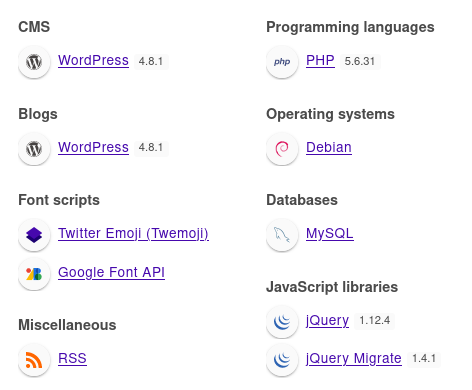 CMS
WordPress 4.8.1
Blogs
WordPress 4.8.1
Font scripts
Twitter Emoji (Twemoji)
Google Font API
Miscellaneous
RSS
Programming languages
php PHP 5.6.31
Operating systems
Debian
Databases
MySQL
JavaScript libraries
jQuery 1.12.4
jQuery Migrate 1.4.1